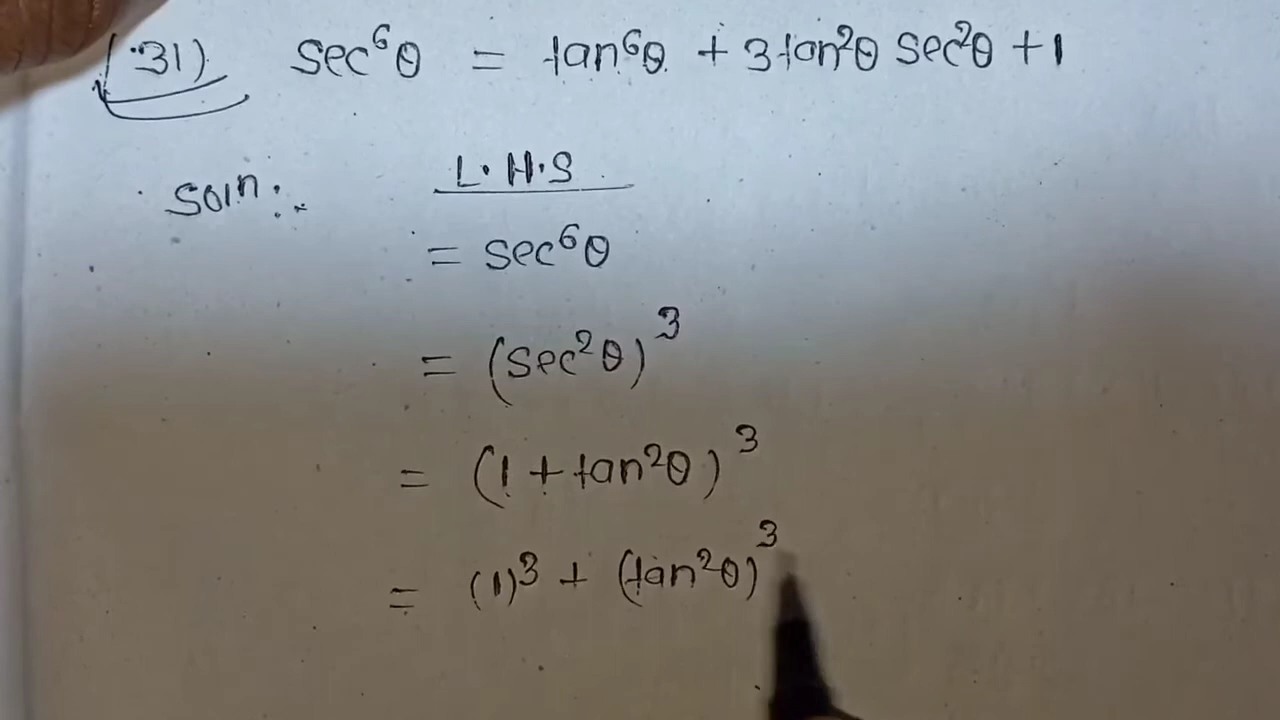 (31) sec⁶θ = tan⁶θ + 3tan²θ sec²θ + 1
Soln:. L.H.S
= sec⁶θ
= (sec²θ)³
= (1 + tan²θ)³
= (1)³ + (tan²θ)³